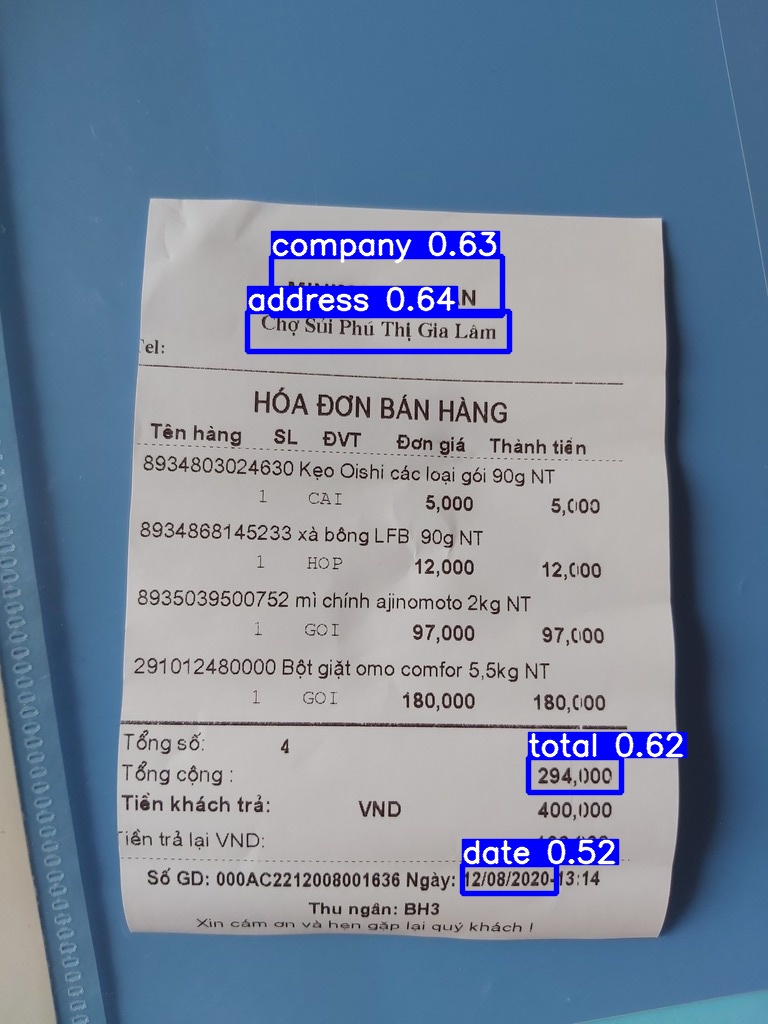 company 0.63
AN
address 0.64
Chợ Sủi Phú Thị Gia Lâm
Tel:
HÓA ĐƠN BÁN HÀNG
Tên hàng SL ĐVT Đơn giá Thành tiền
8934803024630 Kẹo Oishi các loại gói 90g NT
1 CAI 5,000 5,000
8934868145233 xà bông LFB 90g NT
1 HOP 12,000 12,000
8935039500752 mì chính ajinomoto 2kg NT
1 GOI 97,000 97,000
291012480000 Bột giặt omo comfor 5,5kg NT
1 GOI 180,000 180,000
Tổng số: 4
total 0.62
Tổng cộng : 294,000
Tiền khách trả: VND 400,000
Tiền trả lại VND:
date 0.52
Số GD: 000AC2212008001636 Ngày: 12/08/2020-13:14
Thu ngân: BH3
Xin cảm ơn và hẹn gặp lại quý khách !